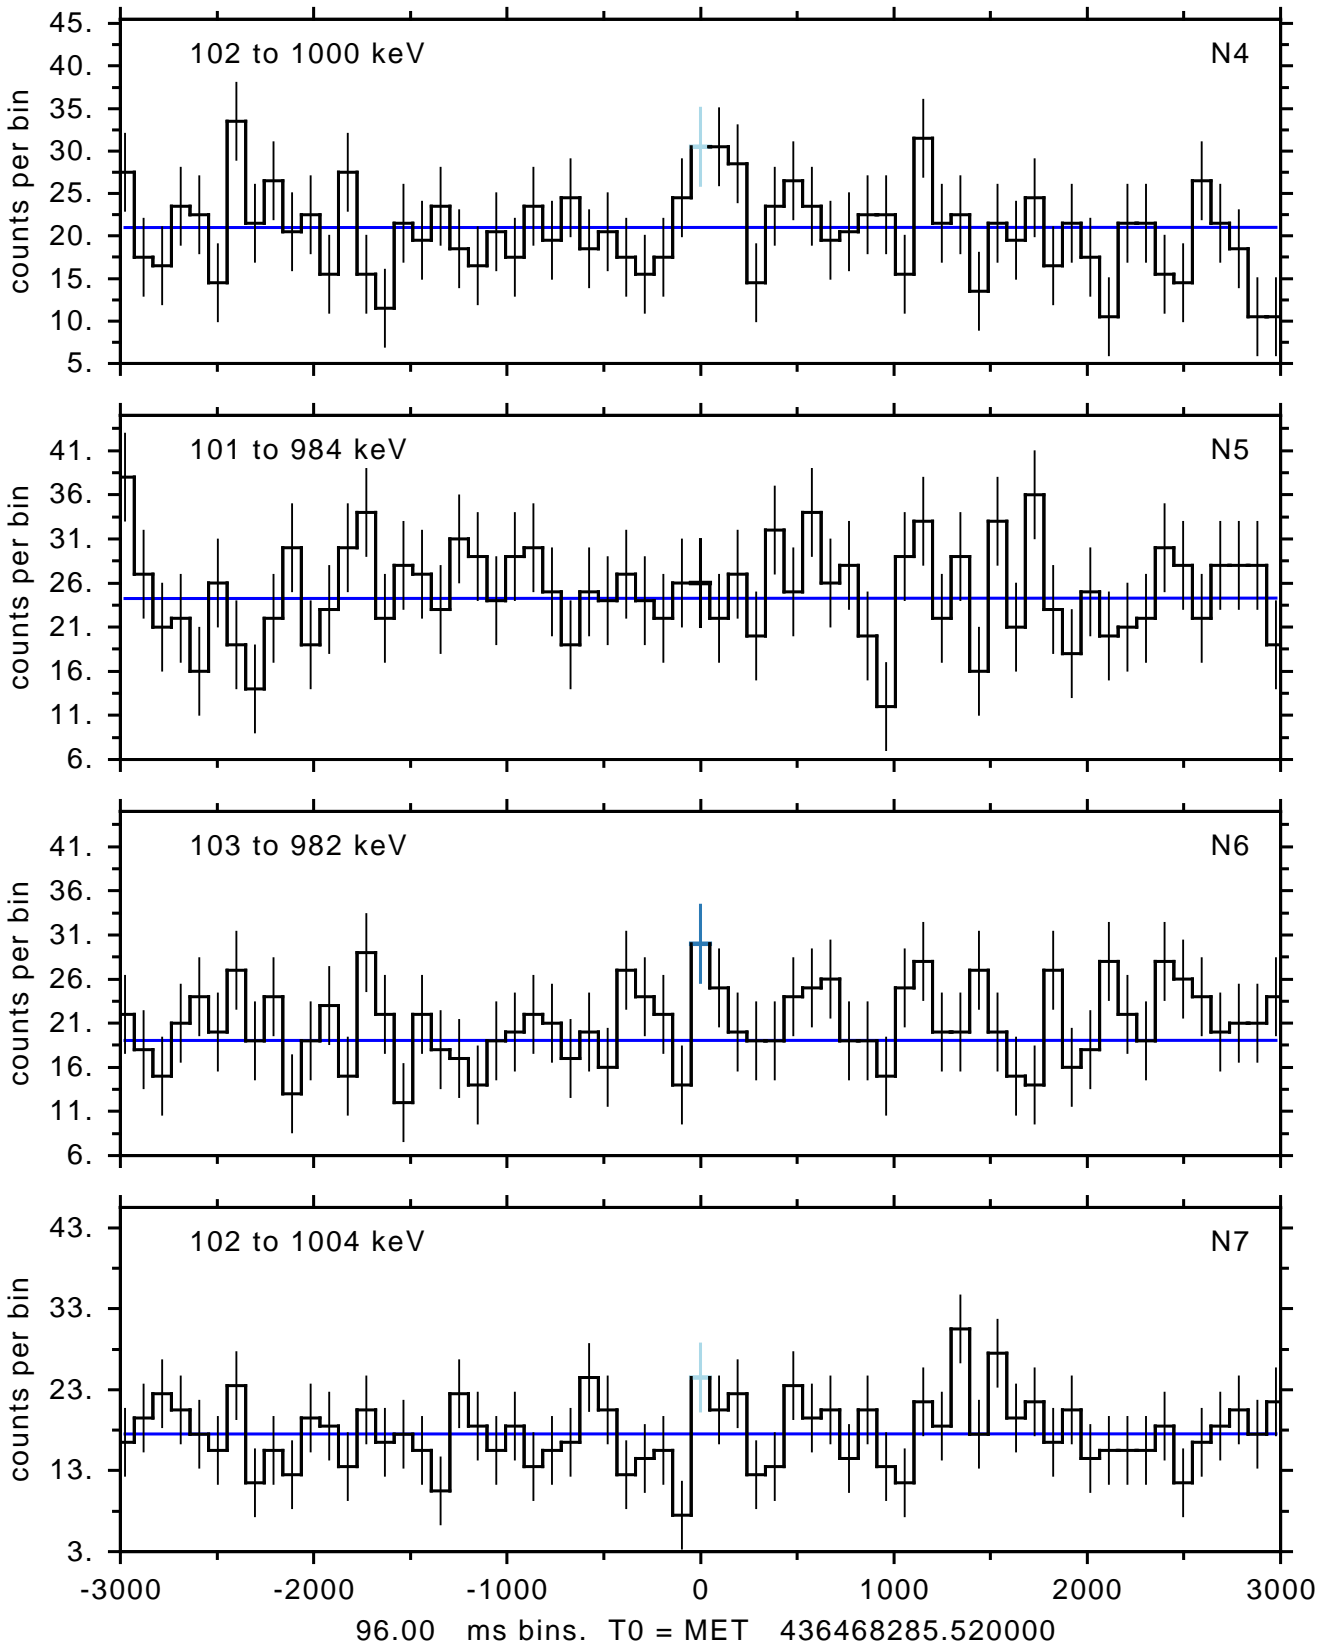 45.
40.
35.
30.
25.
20.
15.
10.
5.
counts per bin
102 to 1000 keV
N4
41.
36.
31.
26.
21.
16.
11.
6.
counts per bin
101 to 984 keV
N5
41.
36.
31.
26.
21.
16.
11.
6.
counts per bin
103 to 982 keV
N6
43.
33.
23.
13.
3.
counts per bin
102 to 1004 keV
N7
-3000 -2000 -1000 0 1000 2000 3000
96.00 ms bins. T0 = MET 436468285.520000